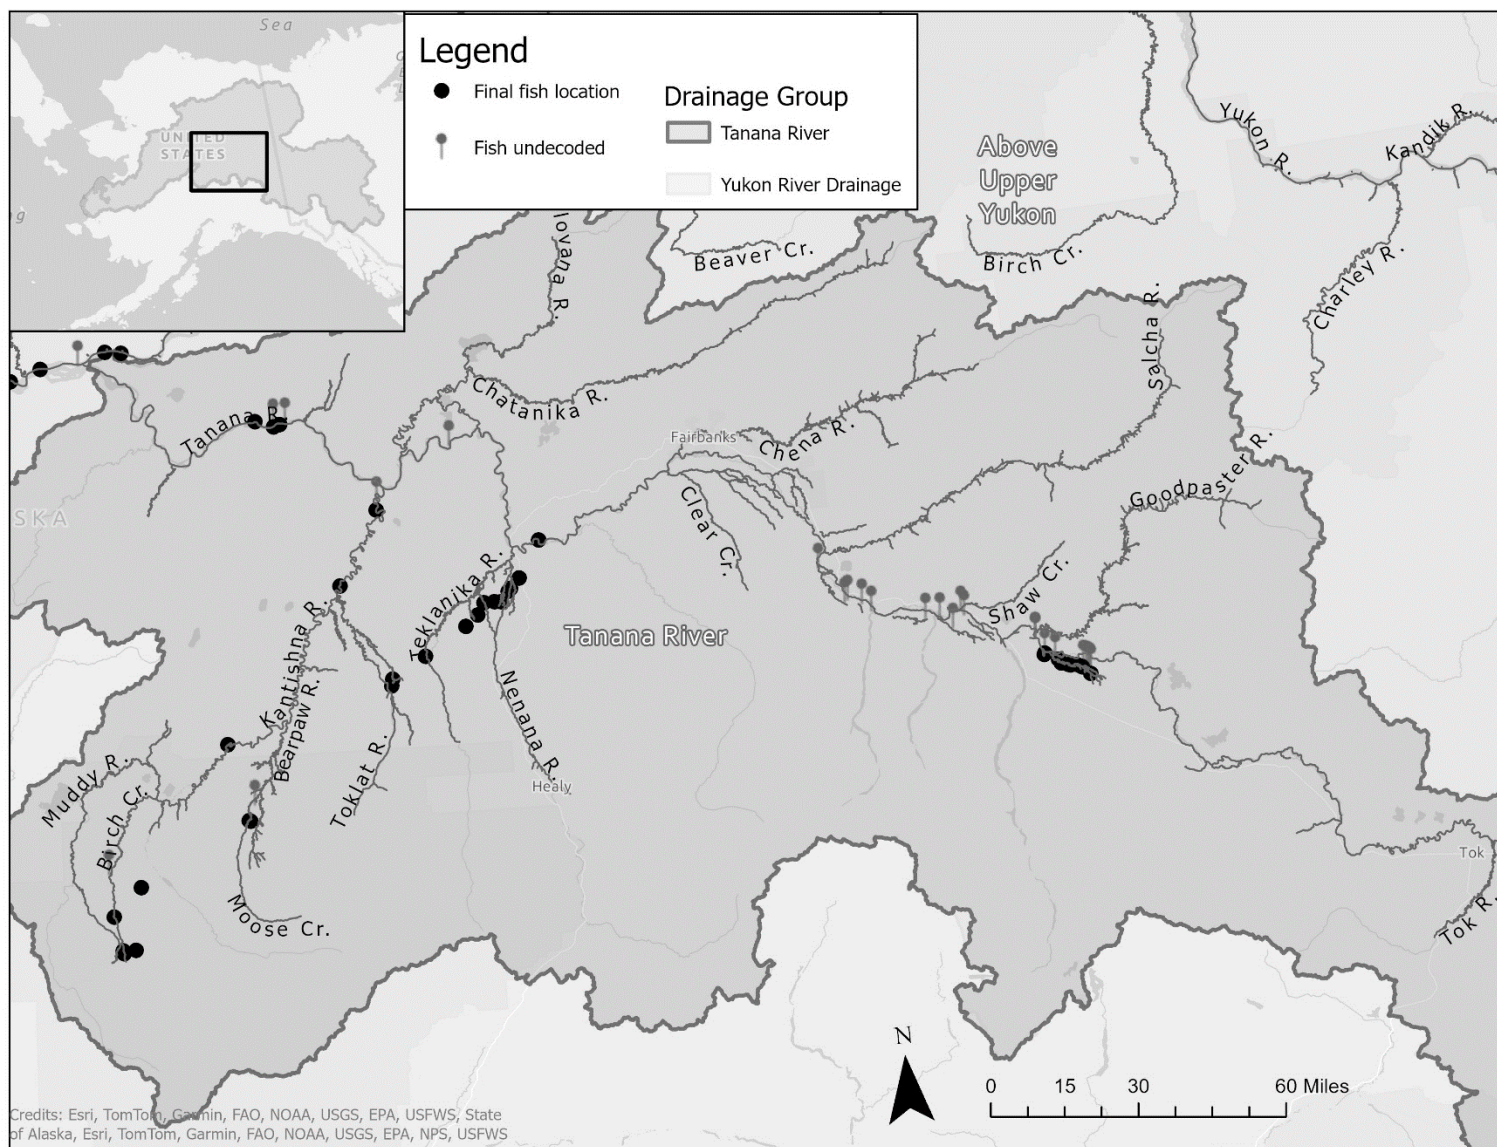 Sea
UNITED
STATES
Legend
Final fish location
Fish undecoded
Drainage Group
Tanana River
Yukon River Drainage
Above
Upper
Yukon
Yukon R.
Kandik R.
Charley R.
Birch Cr.
Beaver Cr.
lovana R.
Salcha R.
Chatanika R.
Tanana R.
Fairbanks
Chena R.
Goodpaster R.
Clear Cr.
SKA
Teklanika R.
Shaw Cr.
Tanana River
Kantishna R.
Bearpaw R.
Nenana R.
Toklat R.
Healy
Muddy R.
Birch Cr.
Moose Cr.
Tok
Tok R.
N
0 15 30 60 Miles
Credits: Esri, TomTom, Garmin, FAO, NOAA, USGS, EPA, USFWS, State
of Alaska, Esri, TomTom, Garmin, FAO, NOAA, USGS, EPA, NPS, USFWS